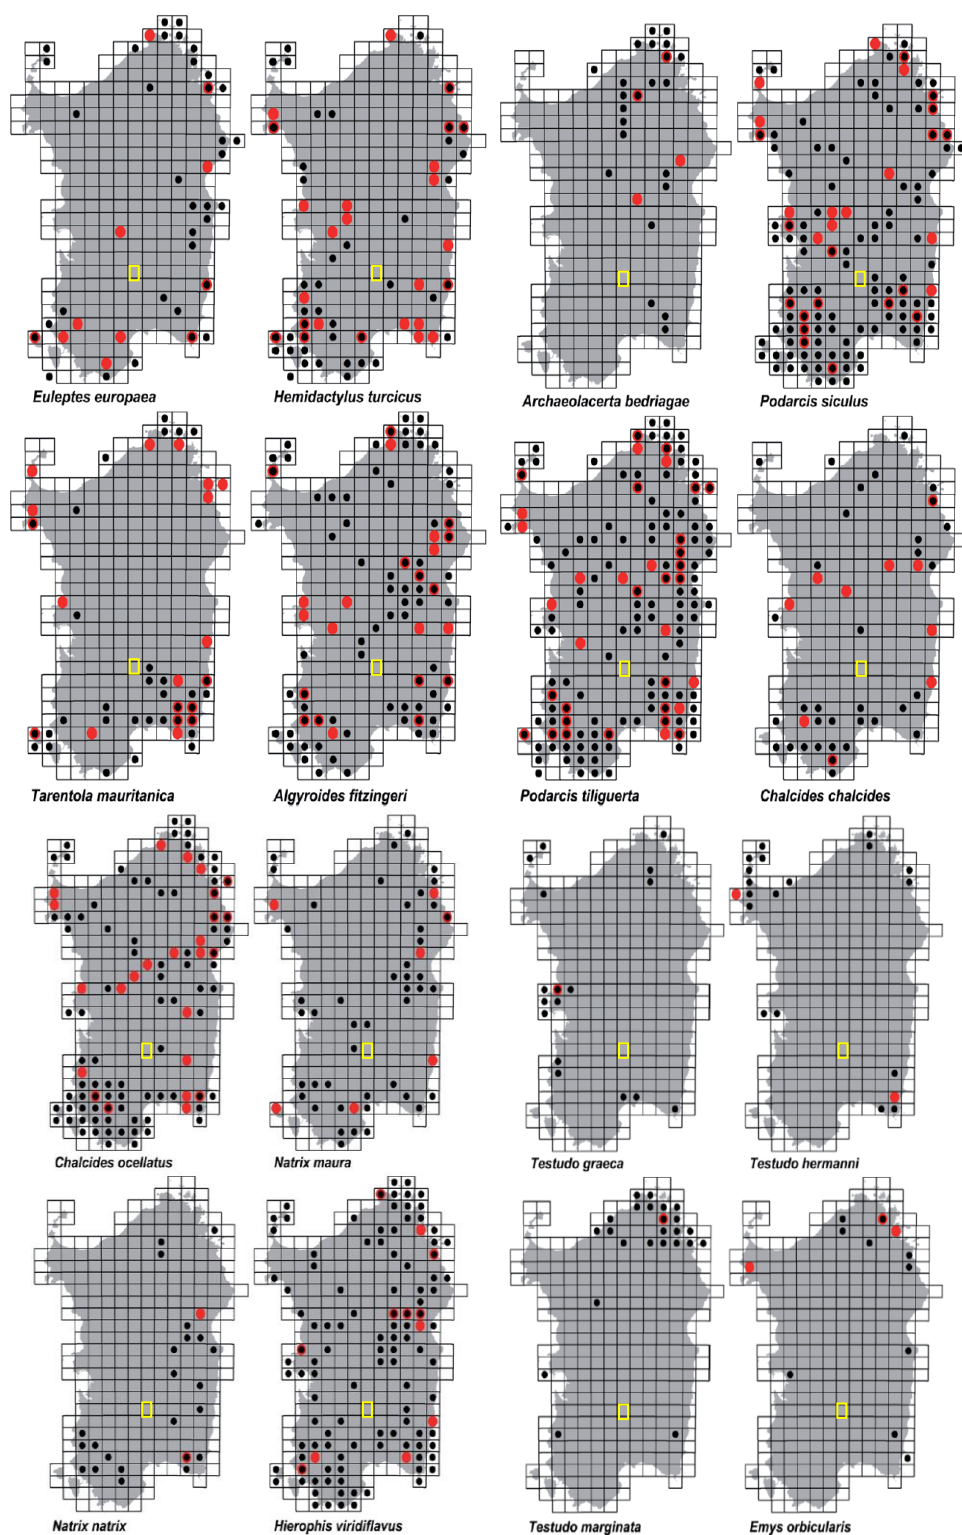 Euleptes europaea
Hemidactylus turcicus
Archaeolacerta bedriagae
Podarcis siculus
Tarentola mauritanica
Algyroides fitzingeri
Podarcis tiliguerta
Chalcides chalcides
Chalcides ocellatus
Natrix maura
Testudo graeca
Testudo hermanni
Natrix natrix
Hierophis viridiflavus
Testudo marginata
Emys orbicularis